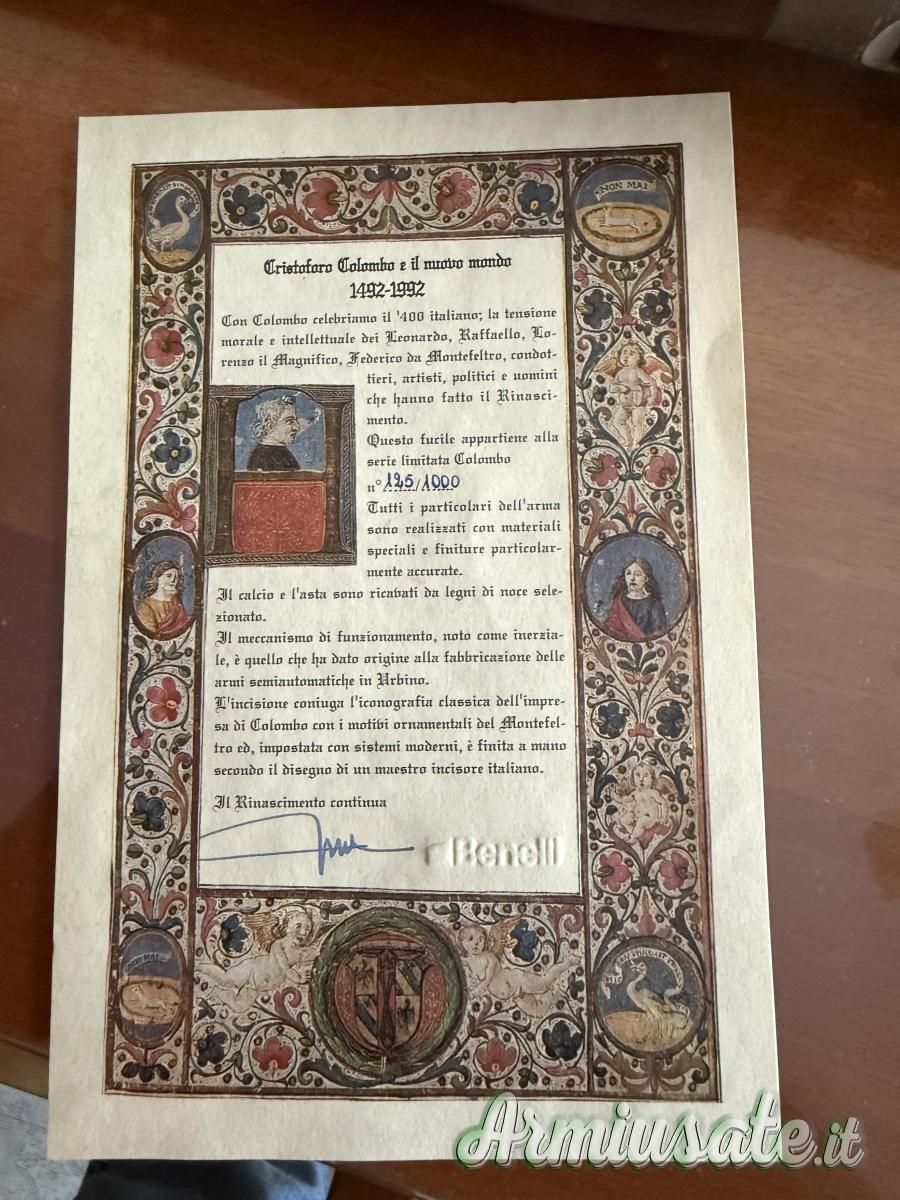 NON MAI
Cristoforo Colombo e il nuovo mondo
1492-1992
Con Colombo celebriamo il '400 italiano; la tensione
morale e intellettuale dei Leonardo, Raffaello, Lo-
renzo il Magnifico, Federico da Montefeltro, condot-
tieri, artisti, politici e uomini
che hanno fatto il Rinasci-
mento.
Questo fucile appartiene alla
serie limitata Colombo
n° 125/1000
Tutti i particolari dell'arma
sono realizzati con materiali
speciali e finiture particolar-
mente accurate.
Il calcio e l'asta sono ricavati da legni di noce sele-
zionato.
Il meccanismo di funzionamento, noto come inerzia-
le, è quello che ha dato origine alla fabbricazione delle
armi semiautomatiche in Urbino.
L'incisione coniuga l'iconografia classica dell'impre-
sa di Colombo con i motivi ornamentali del Montefel-
tro ed, impostata con sistemi moderni, è finita a mano
secondo il disegno di un maestro incisore italiano.
Il Rinascimento continua
Benelli
NON MAI
Armiusate.it